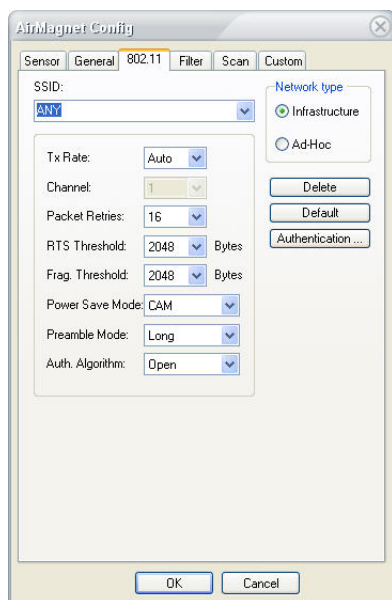 AirMagnet Config
Sensor General 802.11 Filter Scan Custom
SSID:
ANY
Network type
Infrastructure
Ad-Hoc
Tx Rate: Auto
Channel: 1
Packet Retries: 16
RTS Threshold: 2048 Bytes
Frag. Threshold: 2048 Bytes
Power Save Mode: CAM
Preamble Mode: Long
Auth. Algorithm: Open
Delete
Default
Authentication ...
OK Cancel